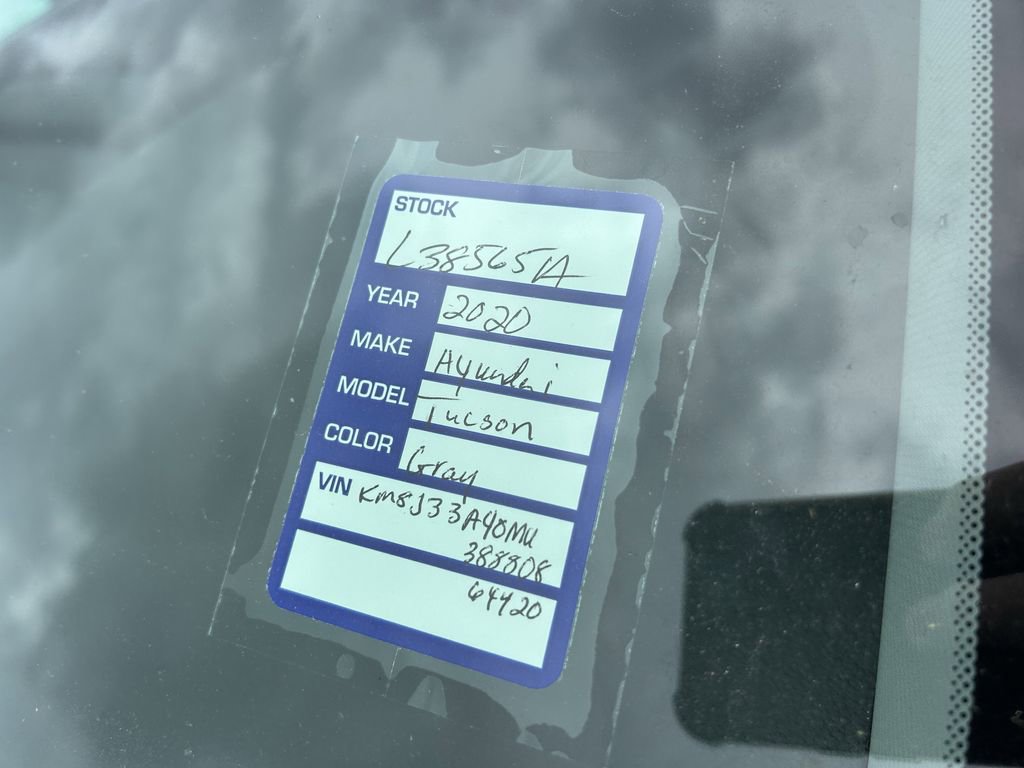 STOCK
L38565A
YEAR 2020
MAKE Hyundai
MODEL Tucson
COLOR Gray
VIN KM8J33A40MU
388808
64420